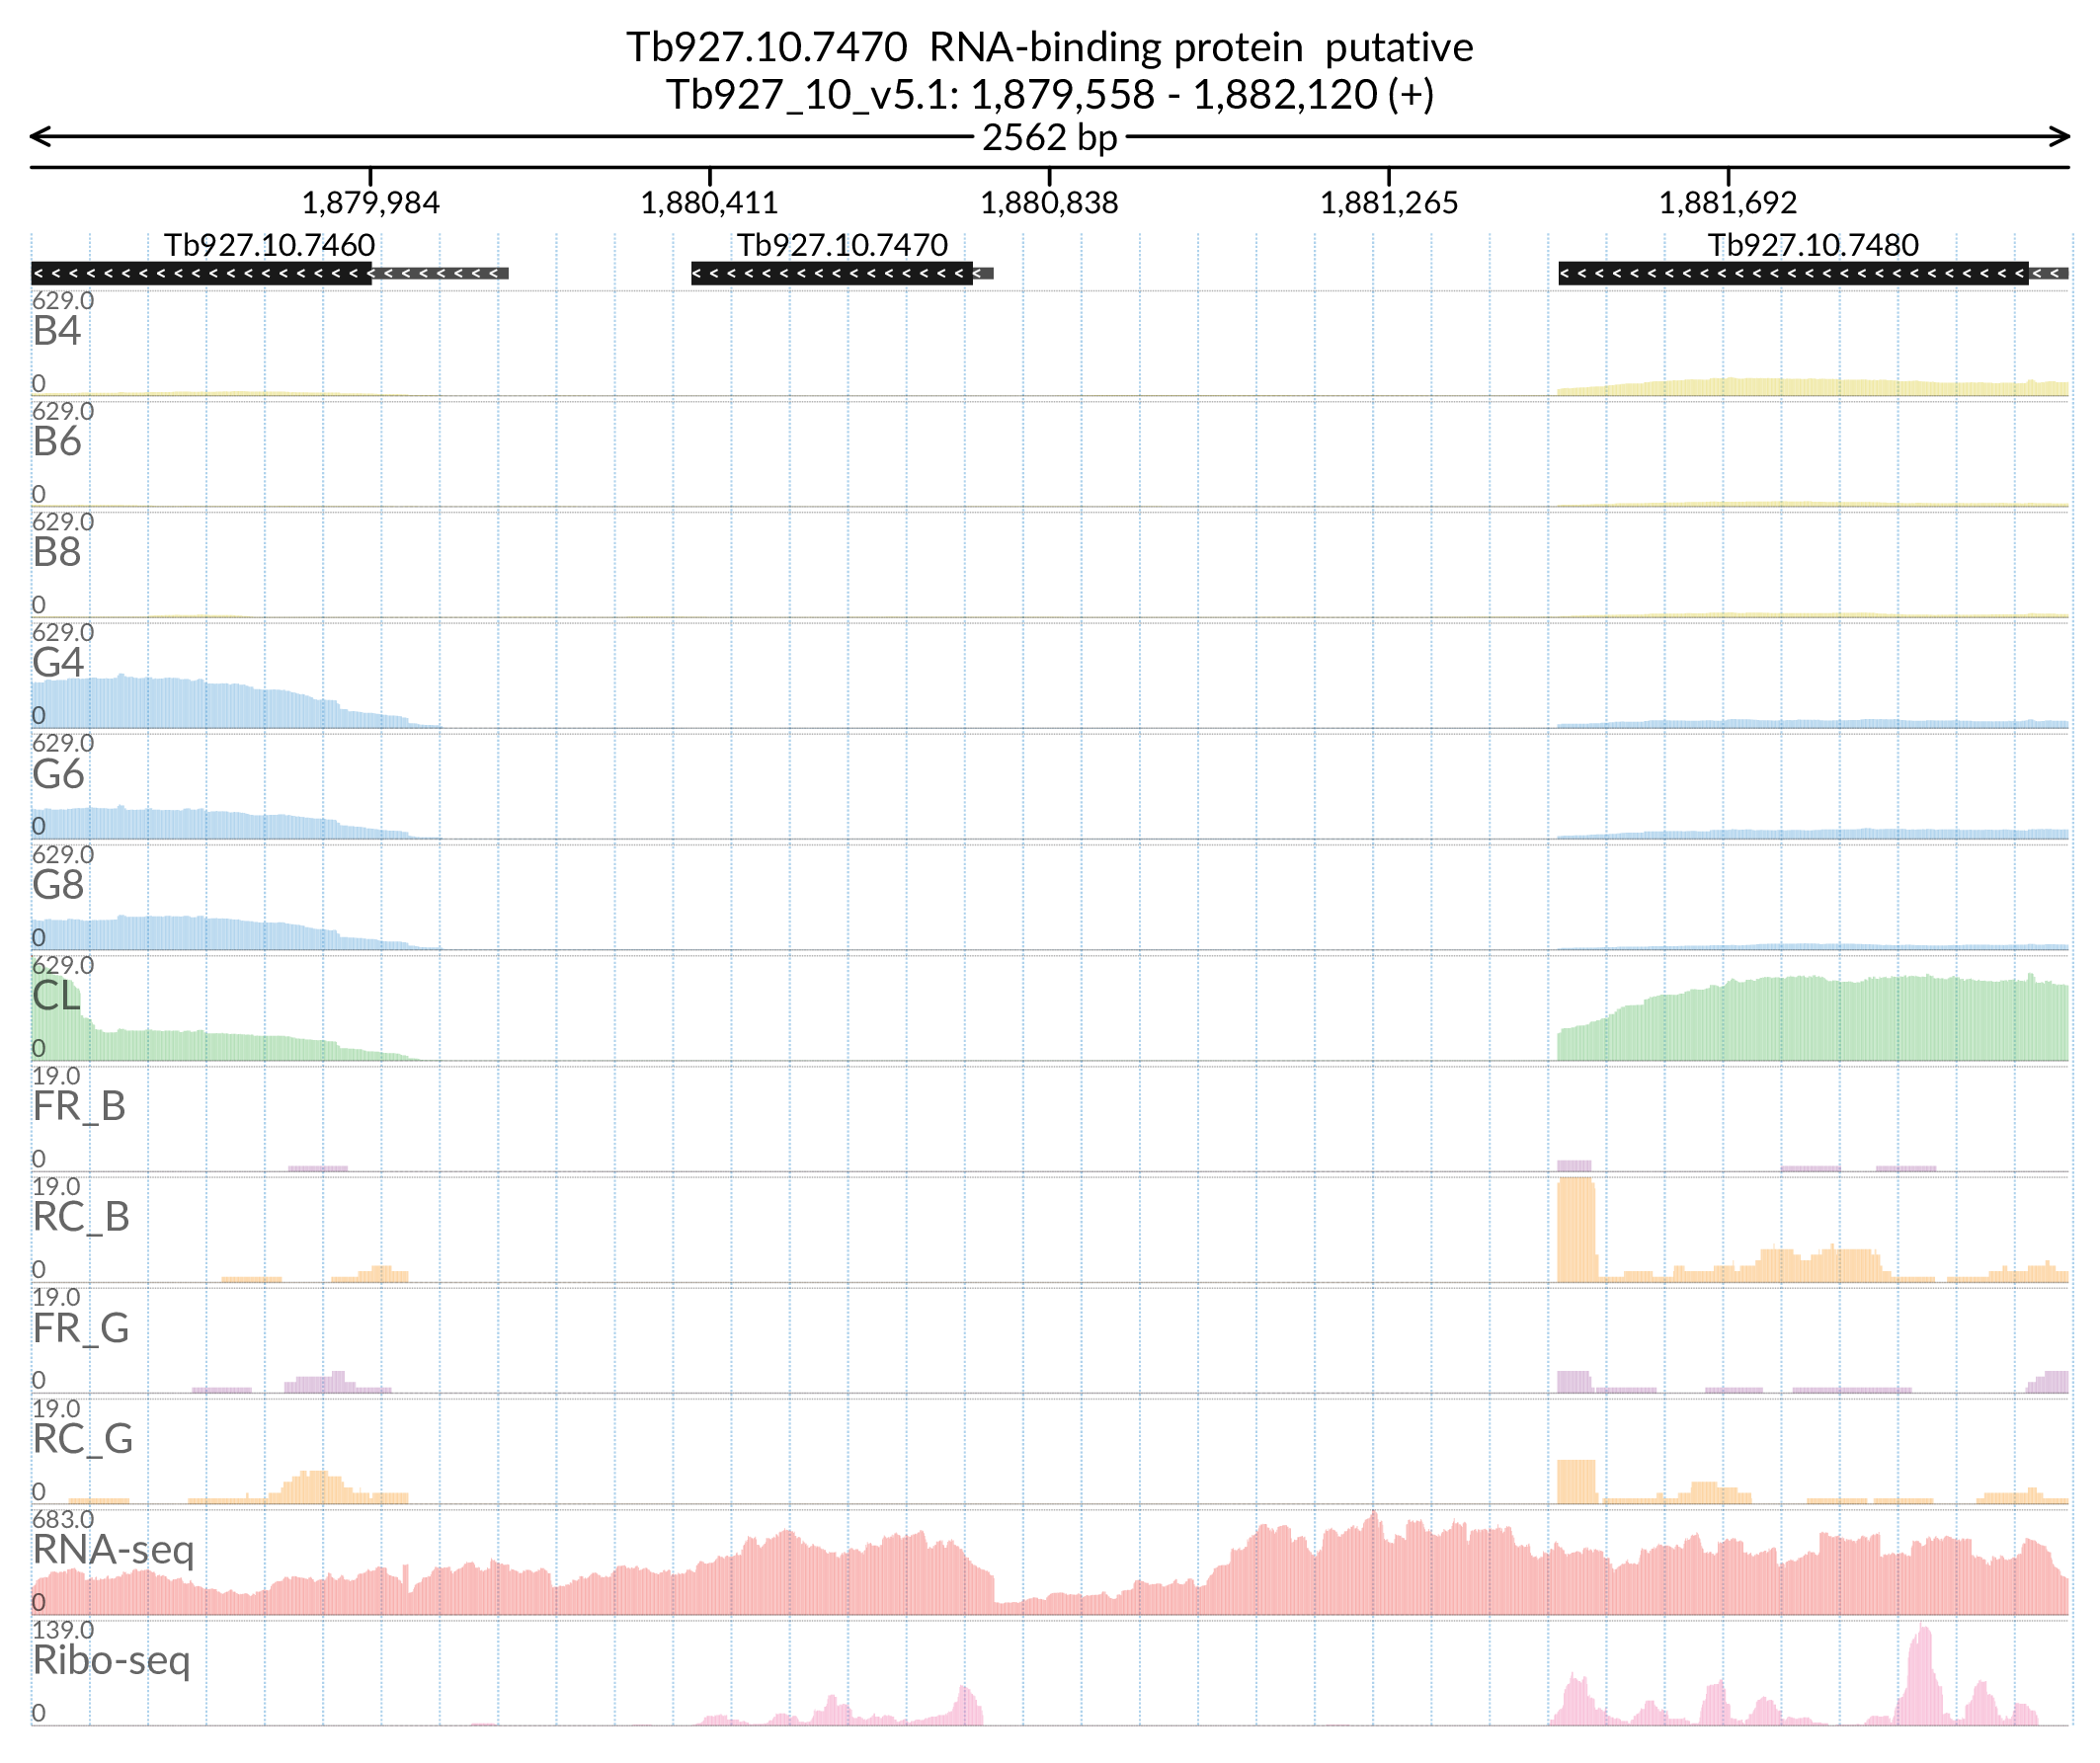 Tb927.10.7470 RNA-binding protein putative
Tb927_10_v5.1: 1,879,558 - 1,882,120 (+)
2562 bp
1,879,984 1,880,411 1,880,838 1,881,265 1,881,692
Tb927.10.7460 Tb927.10.7470 Tb927.10.7480
629.0
B4
0
629.0
B6
0
629.0
B8
0
629.0
G4
0
629.0
G6
0
629.0
G8
0
629.0
CL
0
19.0
FR_B
0
19.0
RC_B
0
19.0
FR_G
0
19.0
RC_G
0
683.0
RNA-seq
0
139.0
Ribo-seq
0